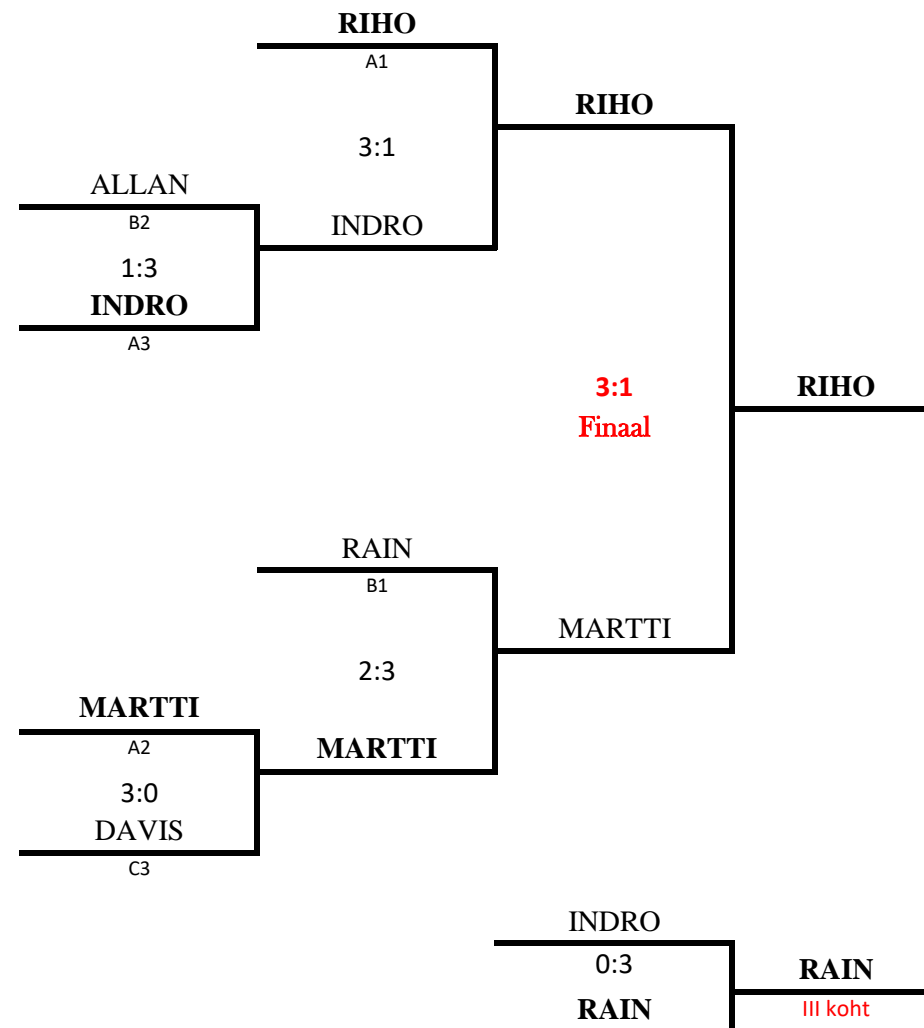 RIHO
A1
RIHO
3:1
ALLAN
B2
INDRO
1:3
INDRO
A3
3:1
RIHO
Finaal
RAIN
B1
MARTTI
2:3
MARTTI
A2
MARTTI
3:0
DAVIS
C3
INDRO
0:3
RAIN
RAIN
III koht